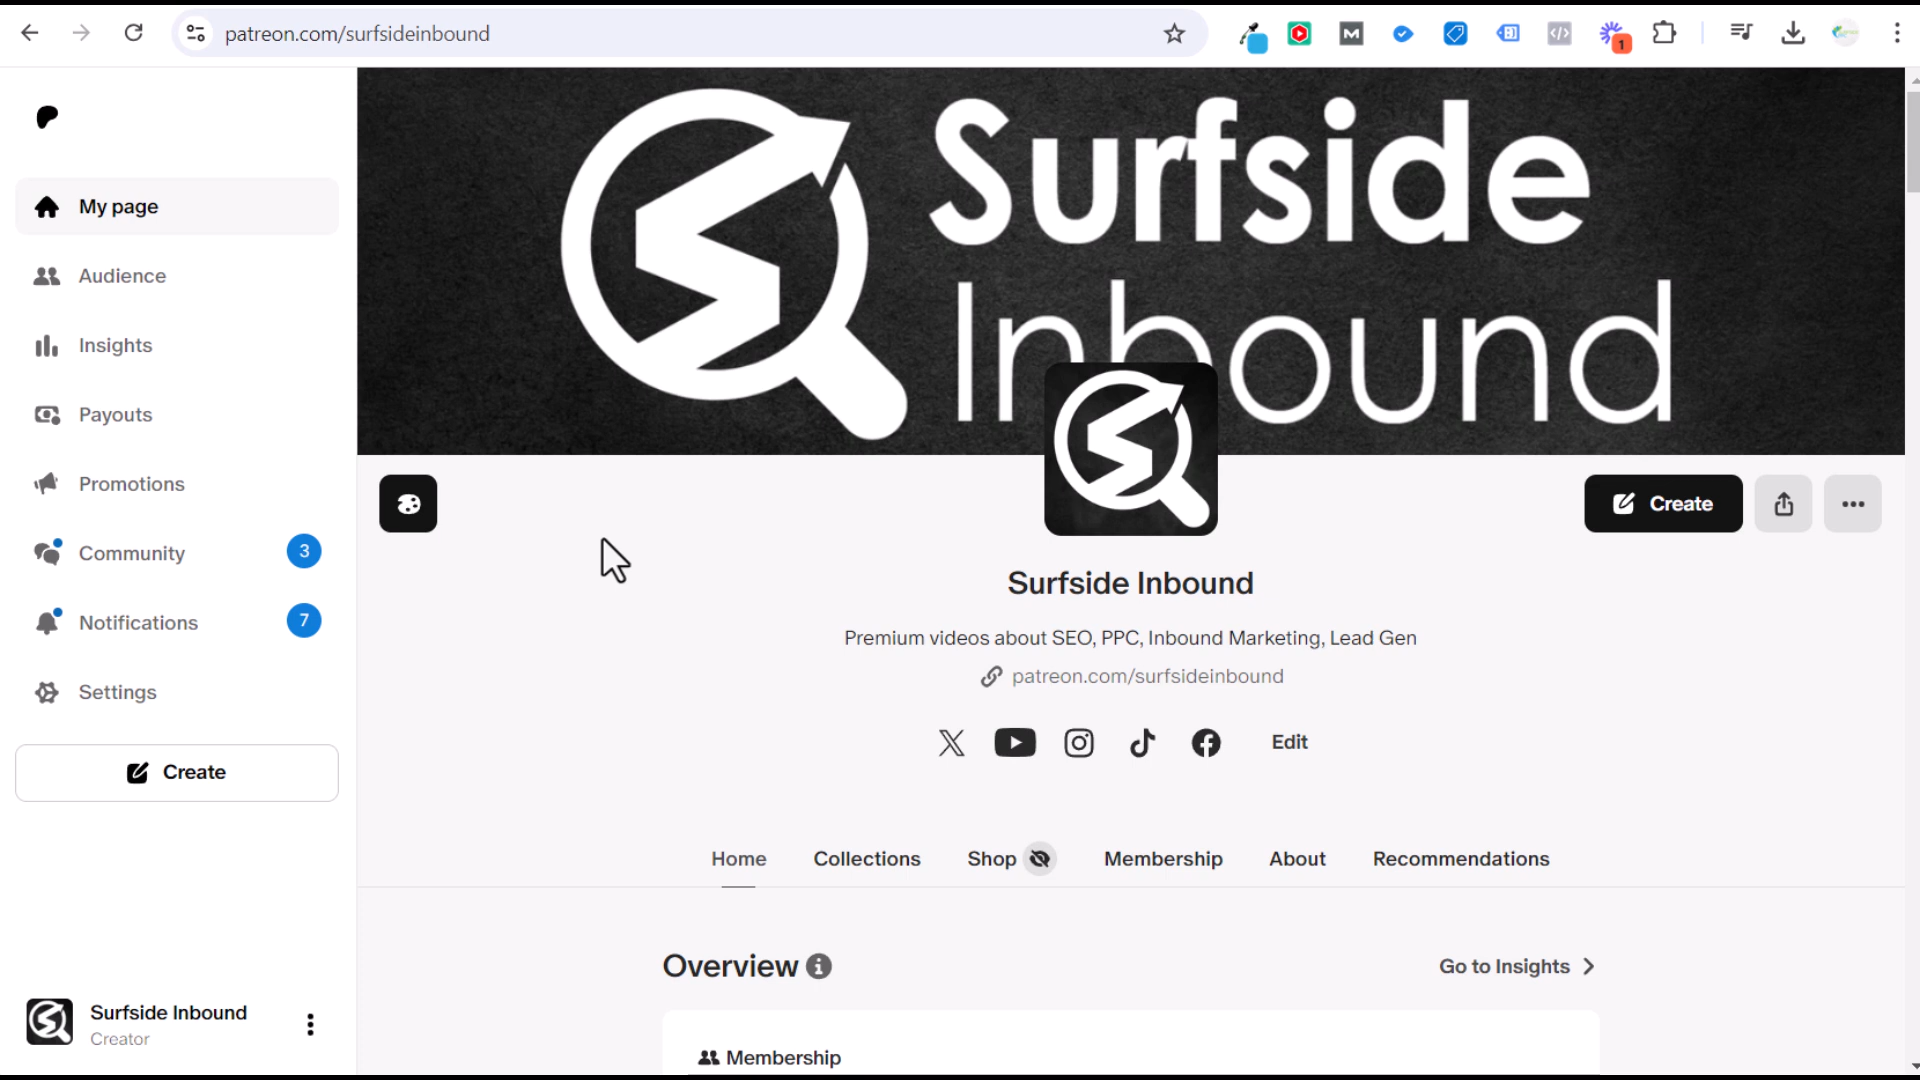 patreon.com/surfsideinbound
1
My page
Audience
Insights
Payouts
Promotions
Community
3
Notifications
7
Settings
Create
Surfside Inbound
Creator
Surfside
Inbound
Create
Surfside Inbound
Premium videos about SEO, PPC, Inbound Marketing, Lead Gen
patreon.com/surfsideinbound
Edit
Home
Collections
Shop
Membership
About
Recommendations
Overview
Go to Insights
Membership